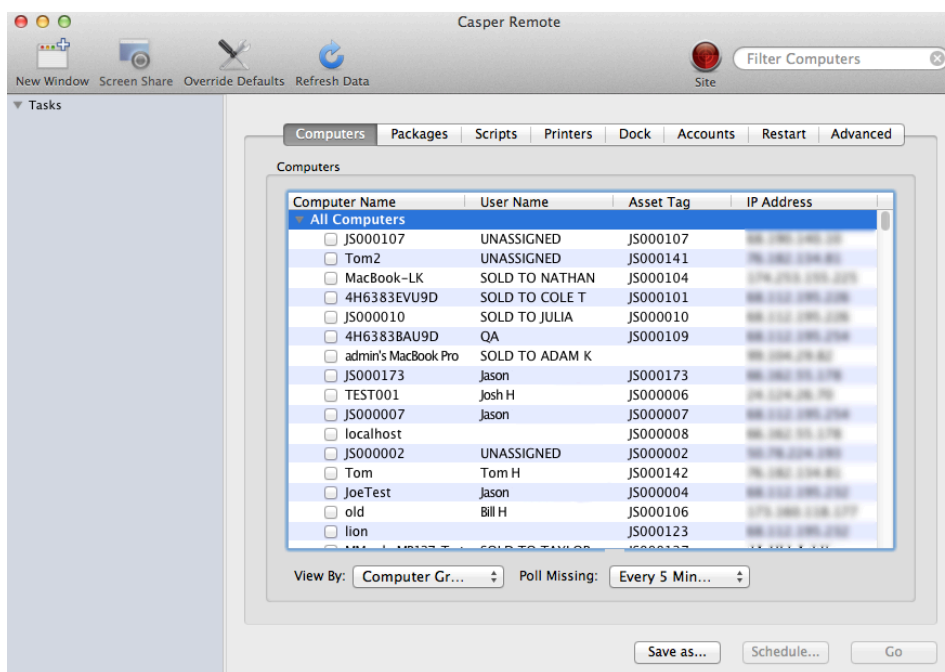 Casper Remote
New Window Screen Share Override Defaults Refresh Data
Site
Filter Computers
Tasks
Computers Packages Scripts Printers Dock Accounts Restart Advanced
Computers
Computer Name User Name Asset Tag IP Address
All Computers
JS000107 UNASSIGNED JS000107
Tom2 UNASSIGNED JS000141
MacBook-LK SOLD TO NATHAN JS000104
4H6383EVU9D SOLD TO COLE T JS000101
JS000010 SOLD TO JULIA JS000010
4H6383BAU9D QA JS000109
admin's MacBook Pro SOLD TO ADAM K
JS000173 Jason JS000173
TEST001 Josh H JS000006
JS000007 Jason JS000007
localhost JS000008
JS000002 UNASSIGNED JS000002
Tom Tom H JS000142
JoeTest Jason JS000004
old Bill H JS000106
lion JS000123
View By: Computer Gr... Poll Missing: Every 5 Min...
Save as... Schedule... Go